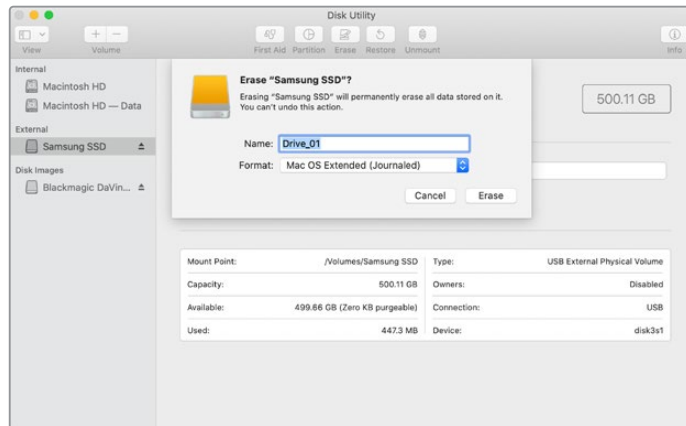 Disk Utility
View
Volume
First Aid
Partition
Erase
Restore
Unmount
Info
Internal
Macintosh HD
Macintosh HD — Data
External
Samsung SSD
Disk Images
Blackmagic DaVin...
Erase “Samsung SSD”?
Erasing “Samsung SSD” will permanently erase all data stored on it.
You can’t undo this action.
Name: Drive_01
Format: Mac OS Extended (Journaled)
Cancel
Erase
500.11 GB
Mount Point: /Volumes/Samsung SSD
Type: USB External Physical Volume
Capacity: 500.11 GB
Owners: Disabled
Available: 499.66 GB (Zero KB purgeable)
Connection: USB
Used: 447.3 MB
Device: disk3s1